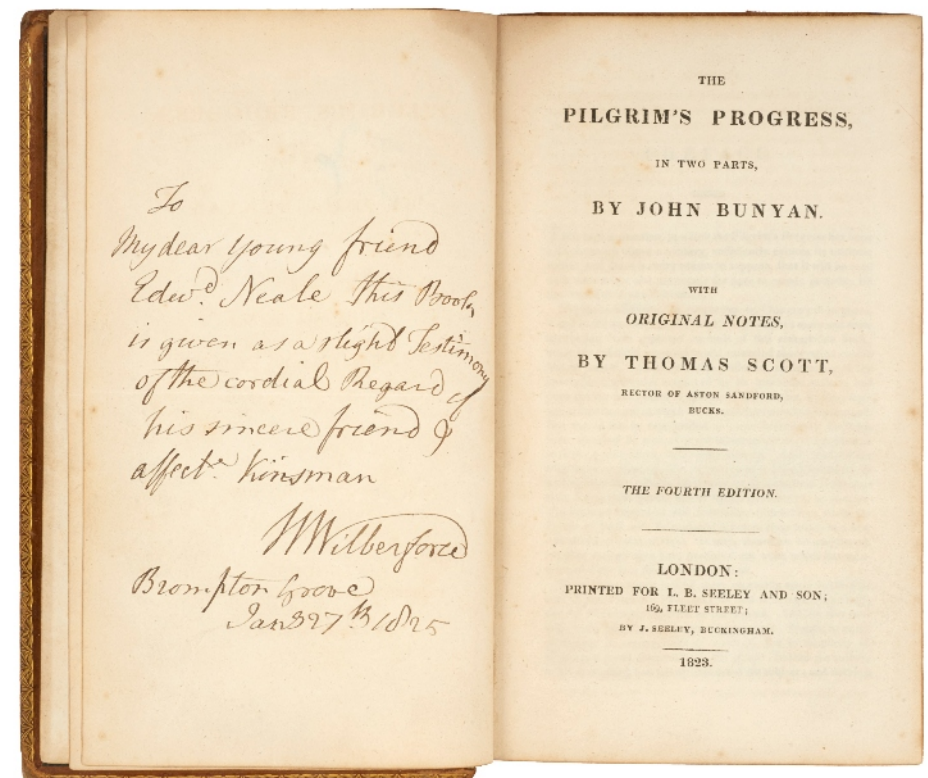 To
My dear young friend
Edwd. Neale this Book
is given as a slight Testimony
of the cordial Regard of
his sincere friend &
affecte. Kinsman
W Wilberforce
Brompton Grove
Jany 27th 1825
THE
PILGRIM'S PROGRESS,
IN TWO PARTS,
BY JOHN BUNYAN.
WITH
ORIGINAL NOTES,
BY THOMAS SCOTT,
RECTOR OF ASTON SANDFORD,
BUCKS.
THE FOURTH EDITION.
LONDON:
PRINTED FOR L. B. SEELEY AND SON;
169, FLEET STREET;
BY J. SEELEY, BUCKINGHAM.
1823.